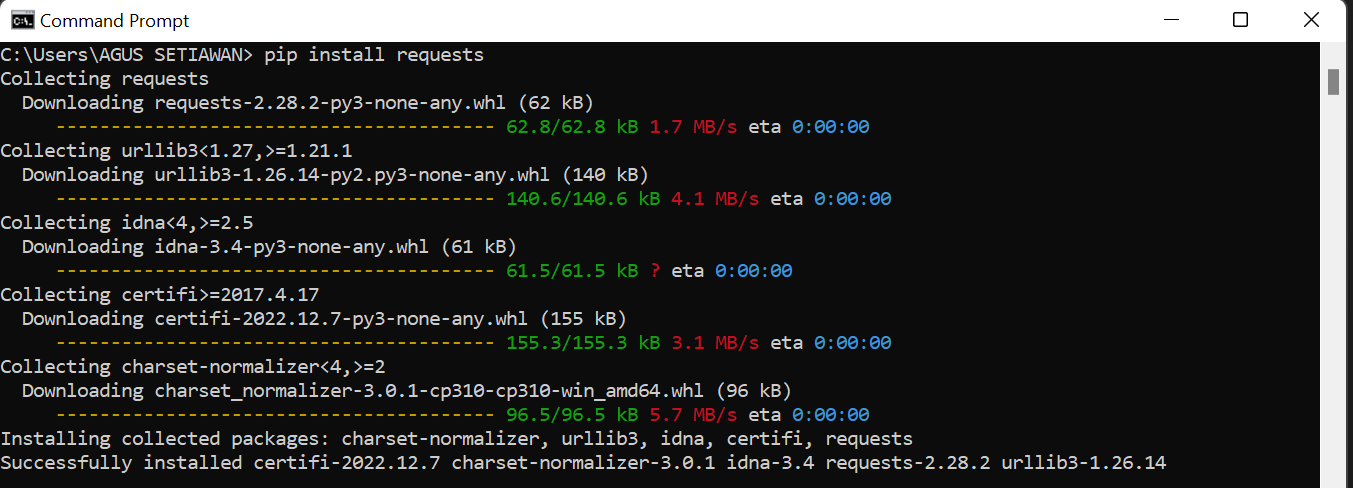 Command Prompt
C:\Users\AGUS SETIAWAN> pip install requests
Collecting requests
  Downloading requests-2.28.2-py3-none-any.whl (62 kB)
     ---------------------------------------- 62.8/62.8 kB 1.7 MB/s eta 0:00:00
Collecting urllib3<1.27,>=1.21.1
  Downloading urllib3-1.26.14-py2.py3-none-any.whl (140 kB)
     ---------------------------------------- 140.6/140.6 kB 4.1 MB/s eta 0:00:00
Collecting idna<4,>=2.5
  Downloading idna-3.4-py3-none-any.whl (61 kB)
     ---------------------------------------- 61.5/61.5 kB ? eta 0:00:00
Collecting certifi>=2017.4.17
  Downloading certifi-2022.12.7-py3-none-any.whl (155 kB)
     ---------------------------------------- 155.3/155.3 kB 3.1 MB/s eta 0:00:00
Collecting charset-normalizer<4,>=2
  Downloading charset_normalizer-3.0.1-cp310-cp310-win_amd64.whl (96 kB)
     ---------------------------------------- 96.5/96.5 kB 5.7 MB/s eta 0:00:00
Installing collected packages: charset-normalizer, urllib3, idna, certifi, requests
Successfully installed certifi-2022.12.7 charset-normalizer-3.0.1 idna-3.4 requests-2.28.2 urllib3-1.26.14